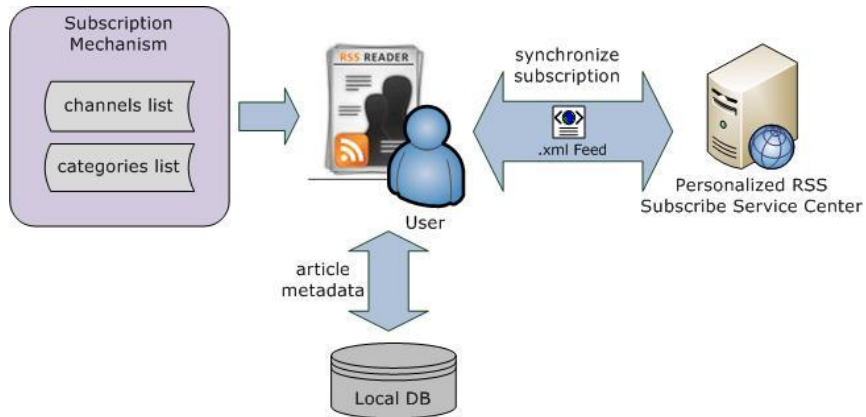 Subscription
Mechanism
channels list
categories list
RSS READER
User
synchronize
subscription
.xml Feed
Personalized RSS
Subscribe Service Center
article
metadata
Local DB